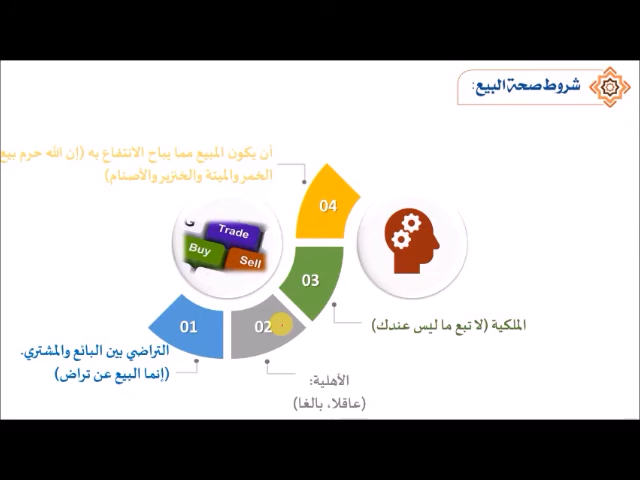 شروط صحة البيع:
أن يكون المبيع مما يباح الانتفاع به (إن الله حرم بيع
الخمر والميتة والخنزير والأصنام)
04
Trade
Buy
Sell
03
01
02
الملكية (لا تبع ما ليس عندك)
التراضي بين البائع والمشتري.
(إنما البيع عن تراض)
الأهلية:
(عاقلا، بالغا)